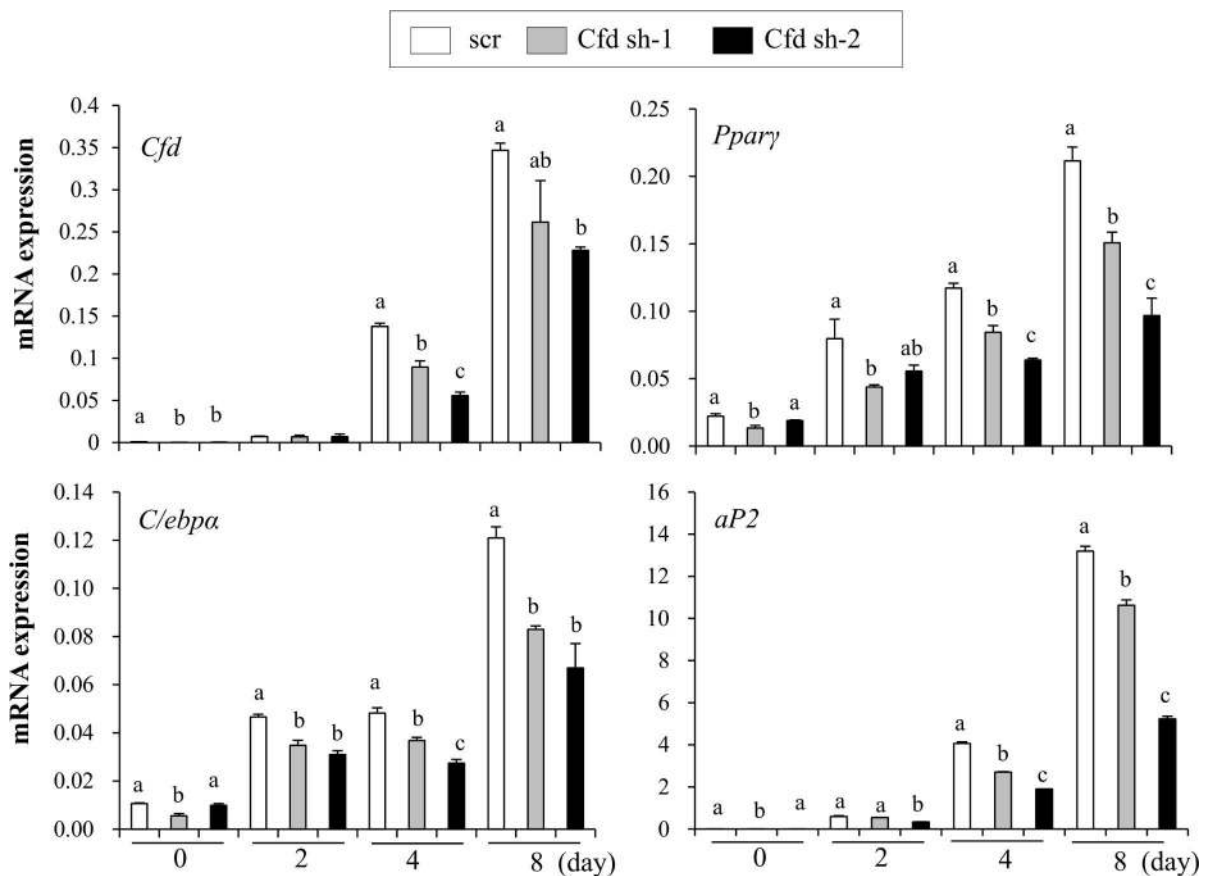 scr Cfd sh-1 Cfd sh-2
mRNA expression
Cfd
0.4
0.35
0.3
0.25
0.2
0.15
0.1
0.05
0
a b b
a b c
a ab b
Pparγ
0.25
0.20
0.15
0.10
0.05
0.00
a b a
a b ab
a b c
a b c
mRNA expression
C/ebpα
0.14
0.12
0.10
0.08
0.06
0.04
0.02
0.00
a b a
a b b
a b c
a b b
0 2 4 8 (day)
aP2
16
14
12
10
8
6
4
2
0
a b a
a a b
a b c
a b c
0 2 4 8 (day)